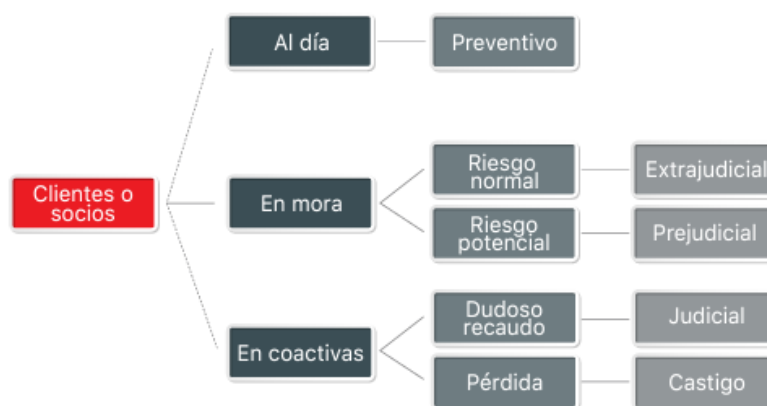 Clientes o
socios
Al día
Preventivo
En mora
Riesgo
normal
Extrajudicial
Riesgo
potencial
Prejudicial
En coactivas
Dudoso
recaudo
Judicial
Pérdida
Castigo